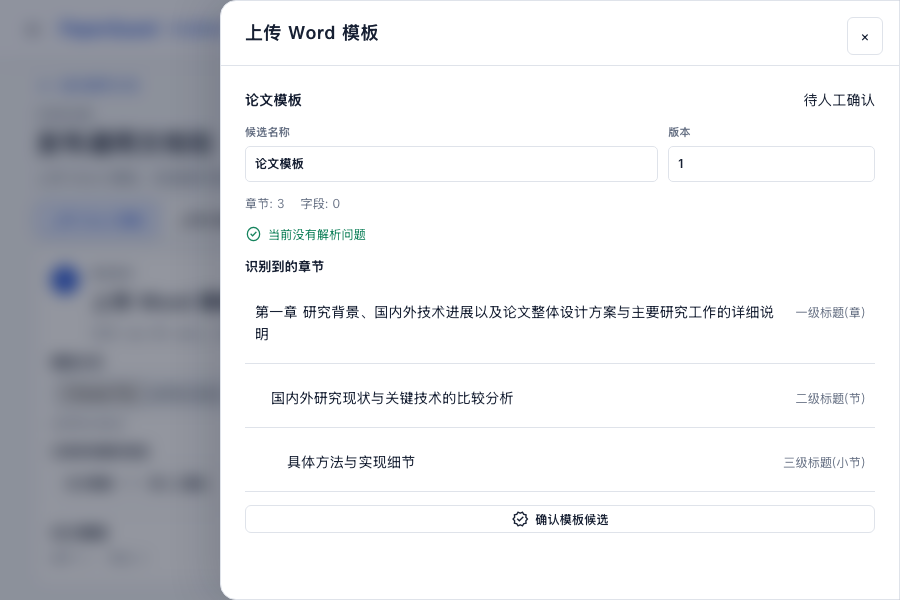 上传 Word 模板
×
论文模板 待人工确认
候选名称 版本
论文模板 1
章节: 3 字段: 0
当前没有解析问题
识别到的章节
第一章 研究背景、国内外技术进展以及论文整体设计方案与主要研究工作的详细说 一级标题(章)
明
国内外研究现状与关键技术的比较分析 二级标题(节)
具体方法与实现细节 三级标题(小节)
确认模板候选